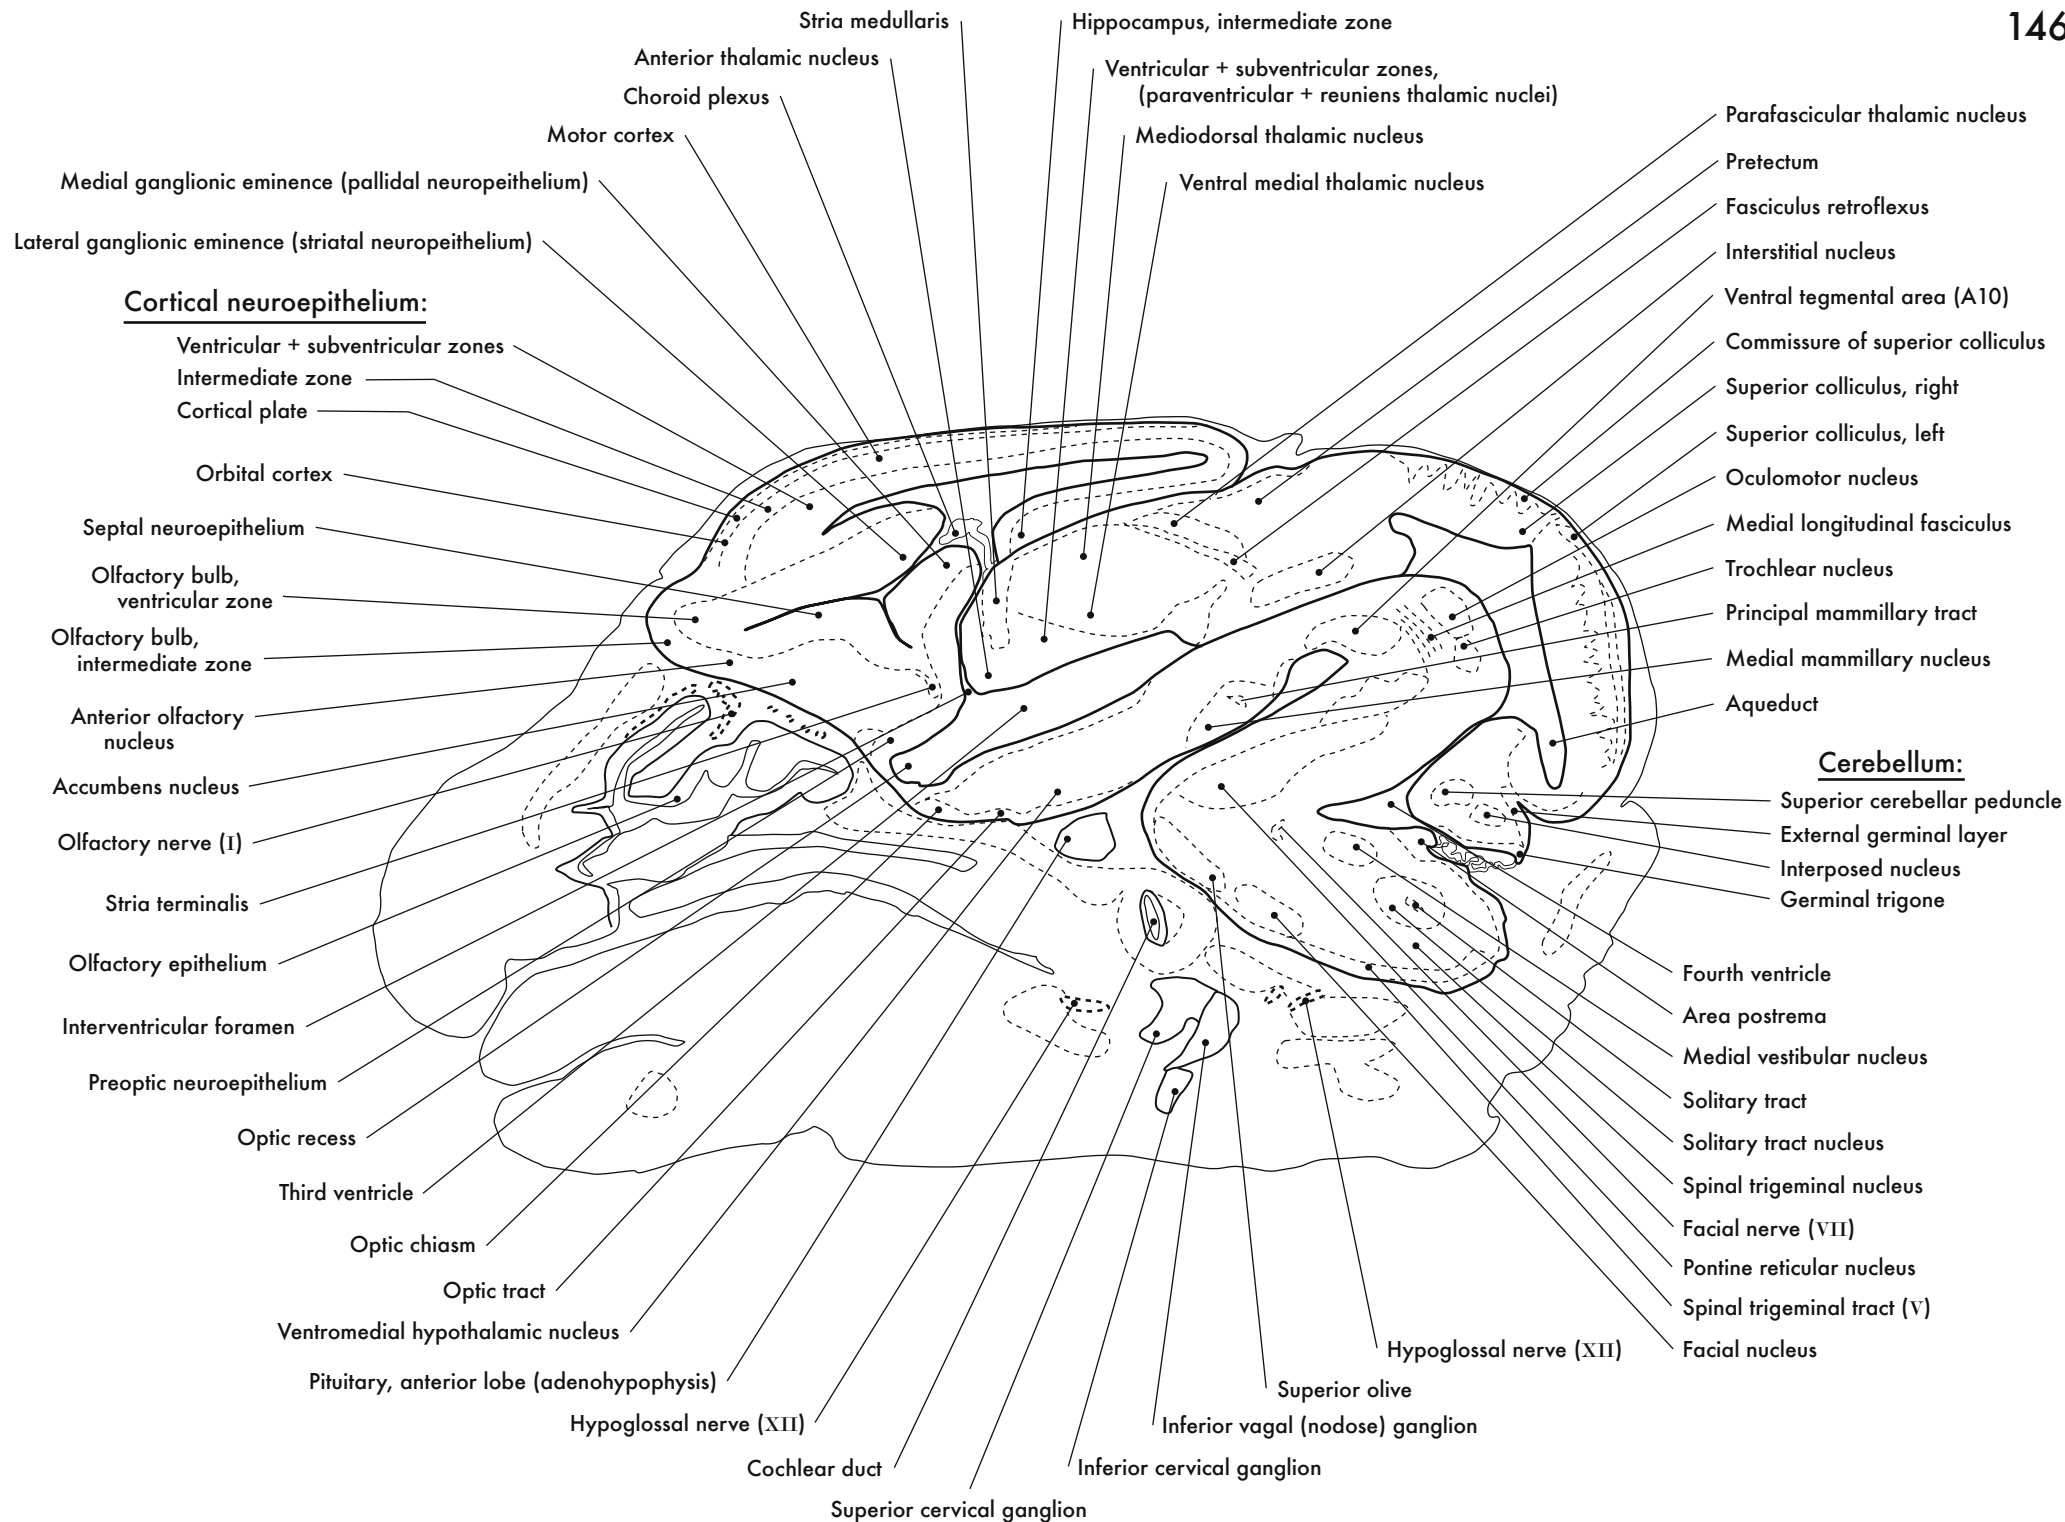 146
Stria medullaris
Anterior thalamic nucleus
Choroid plexus
Motor cortex
Medial ganglionic eminence (pallidal neuropeithelium)
Lateral ganglionic eminence (striatal neuropeithelium)
Cortical neuroepithelium:
Ventricular + subventricular zones
Intermediate zone
Cortical plate
Orbital cortex
Septal neuroepithelium
Olfactory bulb,
ventricular zone
Olfactory bulb,
intermediate zone
Anterior olfactory
nucleus
Accumbens nucleus
Olfactory nerve (I)
Stria terminalis
Olfactory epithelium
Interventricular foramen
Preoptic neuroepithelium
Optic recess
Third ventricle
Optic chiasm
Optic tract
Ventromedial hypothalamic nucleus
Pituitary, anterior lobe (adenohypophysis)
Hypoglossal nerve (XII)
Cochlear duct
Superior cervical ganglion
Hippocampus, intermediate zone
Ventricular + subventricular zones,
(paraventricular + reuniens thalamic nuclei)
Mediodorsal thalamic nucleus
Ventral medial thalamic nucleus
Parafascicular thalamic nucleus
Pretectum
Fasciculus retroflexus
Interstitial nucleus
Ventral tegmental area (A10)
Commissure of superior colliculus
Superior colliculus, right
Superior colliculus, left
Oculomotor nucleus
Medial longitudinal fasciculus
Trochlear nucleus
Principal mammillary tract
Medial mammillary nucleus
Aqueduct
Cerebellum:
Superior cerebellar peduncle
External germinal layer
Interposed nucleus
Germinal trigone
Fourth ventricle
Area postrema
Medial vestibular nucleus
Solitary tract
Solitary tract nucleus
Spinal trigeminal nucleus
Facial nerve (VII)
Pontine reticular nucleus
Spinal trigeminal tract (V)
Facial nucleus
Hypoglossal nerve (XII)
Superior olive
Inferior vagal (nodose) ganglion
Inferior cervical ganglion